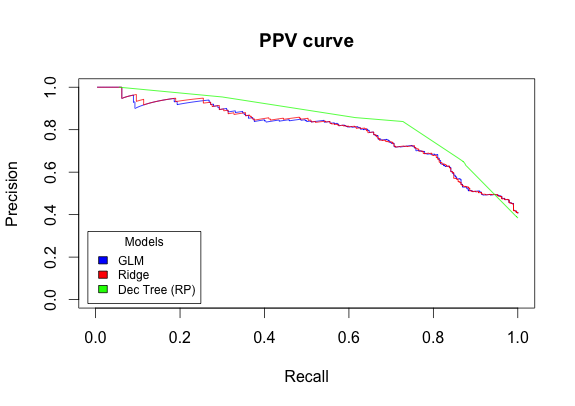 PPV curve
Precision
1.0
0.8
0.6
0.4
0.2
0.0
Models
GLM
Ridge
Dec Tree (RP)
0.0 0.2 0.4 0.6 0.8 1.0
Recall